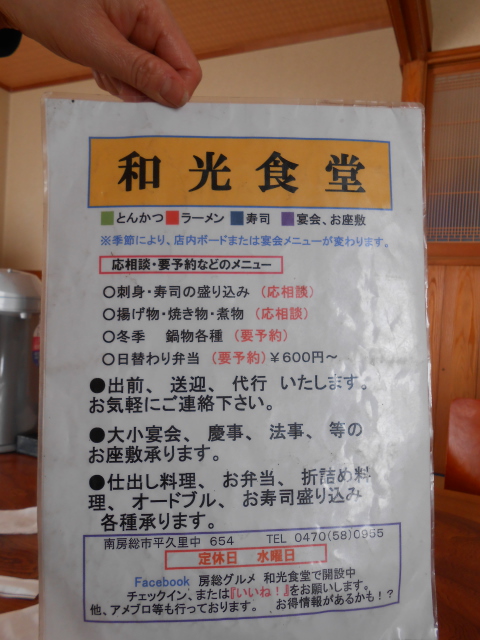 和光食堂
とんかつ ラーメン 寿司 宴会、お座敷
※季節により、店内ボードまたは宴会メニューが変わります。
応相談・要予約などのメニュー
○刺身・寿司の盛り込み (応相談)
○揚げ物・焼き物・煮物 (応相談)
○冬季 鍋物各種 (要予約)
○日替わり弁当 (要予約)￥600円～
●出前、送迎、代行 いたします。
お気軽にご連絡下さい。
●大小宴会、慶事、法事、等の
お座敷承ります。
●仕出し料理、お弁当、折詰め料
理、オードブル、お寿司盛り込み
各種承ります。
南房総市平久里中 654 TEL 0470(58)0955
定休日 水曜日
Facebook 房総グルメ 和光食堂で開設中
チェックイン、または『いいね！』をお願いします。
他、アメブロ等も行っております。 お得情報があるかも！？